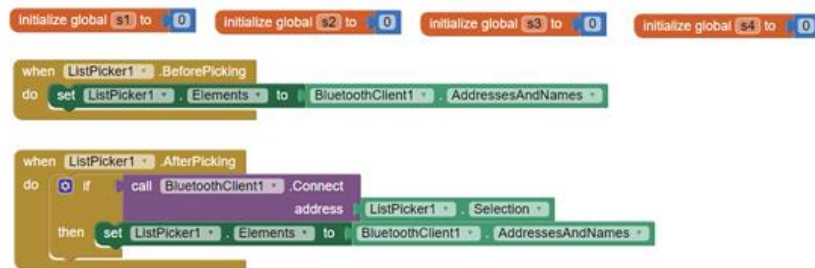 initialize global s1 to 0 initialize global s2 to 0 initialize global s3 to 0 initialize global s4 to 0
when ListPicker1 .BeforePicking
do set ListPicker1 . Elements to BluetoothClient1 . AddressesAndNames
when ListPicker1 .AfterPicking
do if call BluetoothClient1 .Connect
address ListPicker1 . Selection
then set ListPicker1 . Elements to BluetoothClient1 . AddressesAndNames